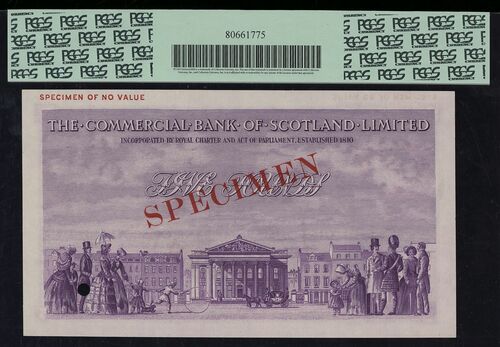 80661775
SPECIMEN OF NO VALUE
THE·COMMERCIAL·BANK·OF·SCOTLAND·LIMITED
INCORPORATED BY ROYAL CHARTER AND ACT OF PARLIAMENT. ESTABLISHED 1810
FIVE POUNDS
SPECIMEN